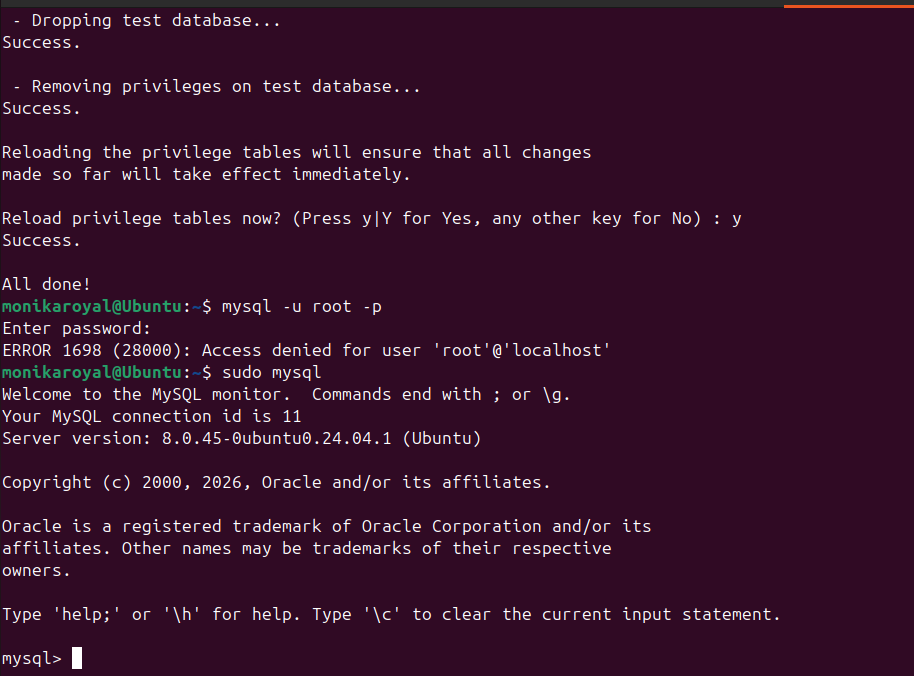 - Dropping test database...
Success.
- Removing privileges on test database...
Success.
Reloading the privilege tables will ensure that all changes
made so far will take effect immediately.
Reload privilege tables now? (Press y|Y for Yes, any other key for No) : y
Success.
All done!
monikaroyal@Ubuntu:~$ mysql -u root -p
Enter password:
ERROR 1698 (28000): Access denied for user 'root'@'localhost'
monikaroyal@Ubuntu:~$ sudo mysql
Welcome to the MySQL monitor.  Commands end with ; or \g.
Your MySQL connection id is 11
Server version: 8.0.45-0ubuntu0.24.04.1 (Ubuntu)
Copyright (c) 2000, 2026, Oracle and/or its affiliates.
Oracle is a registered trademark of Oracle Corporation and/or its
affiliates. Other names may be trademarks of their respective
owners.
Type 'help;' or '\h' for help. Type '\c' to clear the current input statement.
mysql>